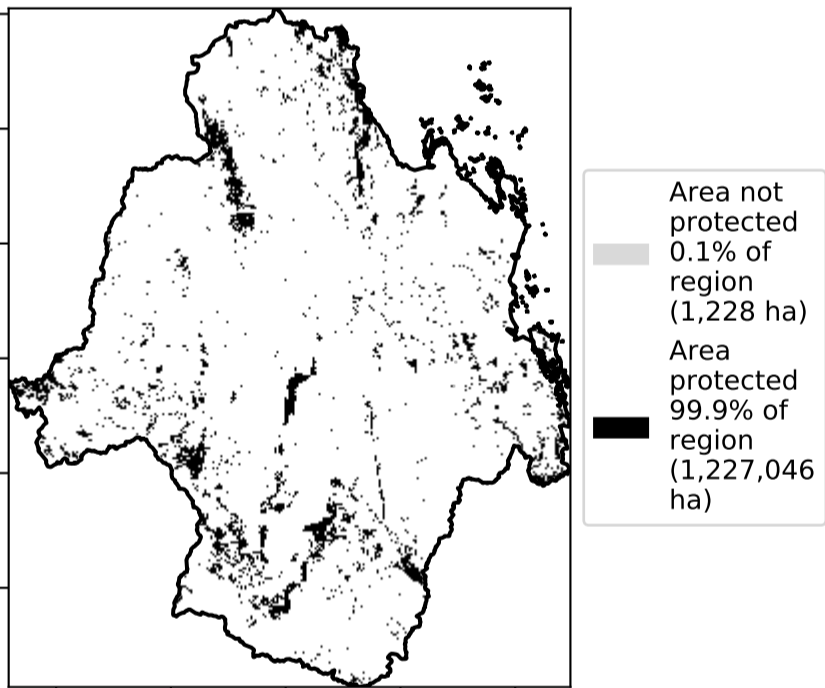 Area not
protected
0.1% of
region
(1,228 ha)
Area
protected
99.9% of
region
(1,227,046
ha)